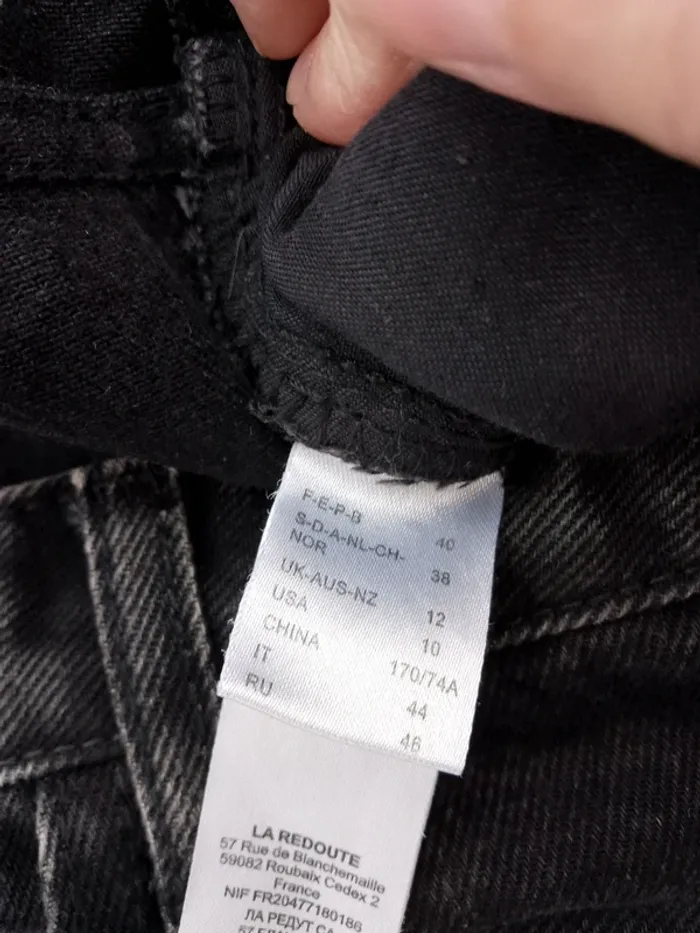 F-E-P-B 40
S-D-A-NL-CH-
NOR 38
UK-AUS-NZ 12
USA 10
CHINA 170/74A
IT 44
RU 46
LA REDOUTE
57 Rue de Blanchemaille
59082 Roubaix Cedex 2
France
NIF FR20477180186
ЛА РЕДУТ СА